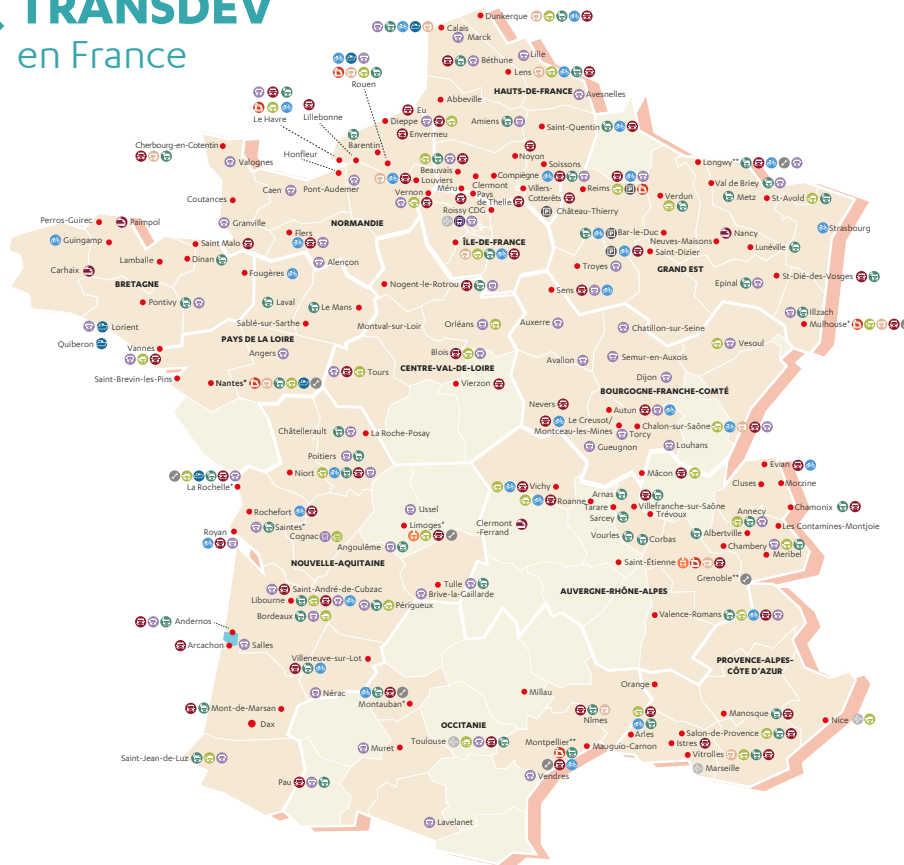 TRANSDEV
en France
Dunkerque
Calais
Marck
Béthune
Lille
Lens
HAUTS-DE-FRANCE
Avesnelles
Rouen
Abbeville
Le Havre
Lillebonne
Eu
Dieppe
Envermeu
Amiens
Saint-Quentin
Cherbourg-en-Cotentin
Valognes
Honfleur
Barentin
Noyon
Soissons
Beauvais
Louviers
Compiègne
Longwy**
Caen
Pont-Audemer
Vernon
Méru
Clermont
Pays
de Thelle
Villers-
Cotterêts
Reims
Verdun
Val de Briey
Metz
St-Avold
Coutances
Roissy CDG
Château-Thierry
Perros-Guirec
Paimpol
Granville
NORMANDIE
Flers
ÎLE-DE-FRANCE
Bar-le-Duc
Neuves-Maisons
Nancy
Strasbourg
Guingamp
Saint Malo
Saint-Dizier
Lunéville
Lamballe
Dinan
Alençon
Troyes
GRAND EST
Carhaix
Fougères
BRETAGNE
Nogent-le-Rotrou
Sens
Epinal
St-Dié-des-Vosges
Pontivy
Laval
Le Mans
Illzach
Lorient
Sablé-sur-Sarthe
Montval-sur-Loir
Orléans
Auxerre
Chatillon-sur-Seine
Mulhouse*
Quiberon
Vannes
PAYS DE LA LOIRE
Angers
Blois
Avallon
Semur-en-Auxois
Vesoul
Saint-Brevin-les-Pins
Nantes*
Tours
CENTRE-VAL-DE-LOIRE
Vierzon
Dijon
BOURGOGNE-FRANCHE-COMTÉ
Nevers
Autun
Le Creusot/
Montceau-les-Mines
Chalon-sur-Saône
Torcy
Châtellerault
La Roche-Posay
Gueugnon
Louhans
Poitiers
Niort
Mâcon
Evian
La Rochelle*
Vichy
Cluses
Morzine
Rochefort
Ussel
Roanne
Arnas
Tarare
Villefranche-sur-Saône
Annecy
Chamonix
Royan
Saintes*
Limoges*
Clermont
-Ferrand
Sarcey
Trévoux
Les Contamines-Montjoie
Cognac
Angoulême
Vourles
Corbas
Albertville
Chambery
Meribel
NOUVELLE-AQUITAINE
Saint-Étienne
Grenoble**
Saint-André-de-Cubzac
Tulle
Brive-la-Gaillarde
AUVERGNE-RHÔNE-ALPES
Libourne
Périgueux
Bordeaux
Valence-Romans
Andernos
Arcachon
Salles
Villeneuve-sur-Lot
PROVENCE-ALPES-
CÔTE D'AZUR
Nérac
Montauban*
Millau
Orange
Mont-de-Marsan
Dax
OCCITANIE
Nîmes
Arles
Manosque
Nice
Saint-Jean-de-Luz
Muret
Toulouse
Montpellier**
Mauguio-Carnon
Salon-de-Provence
Istres
Vitrolles
Marseille
Pau
Vendres
Lavelanet